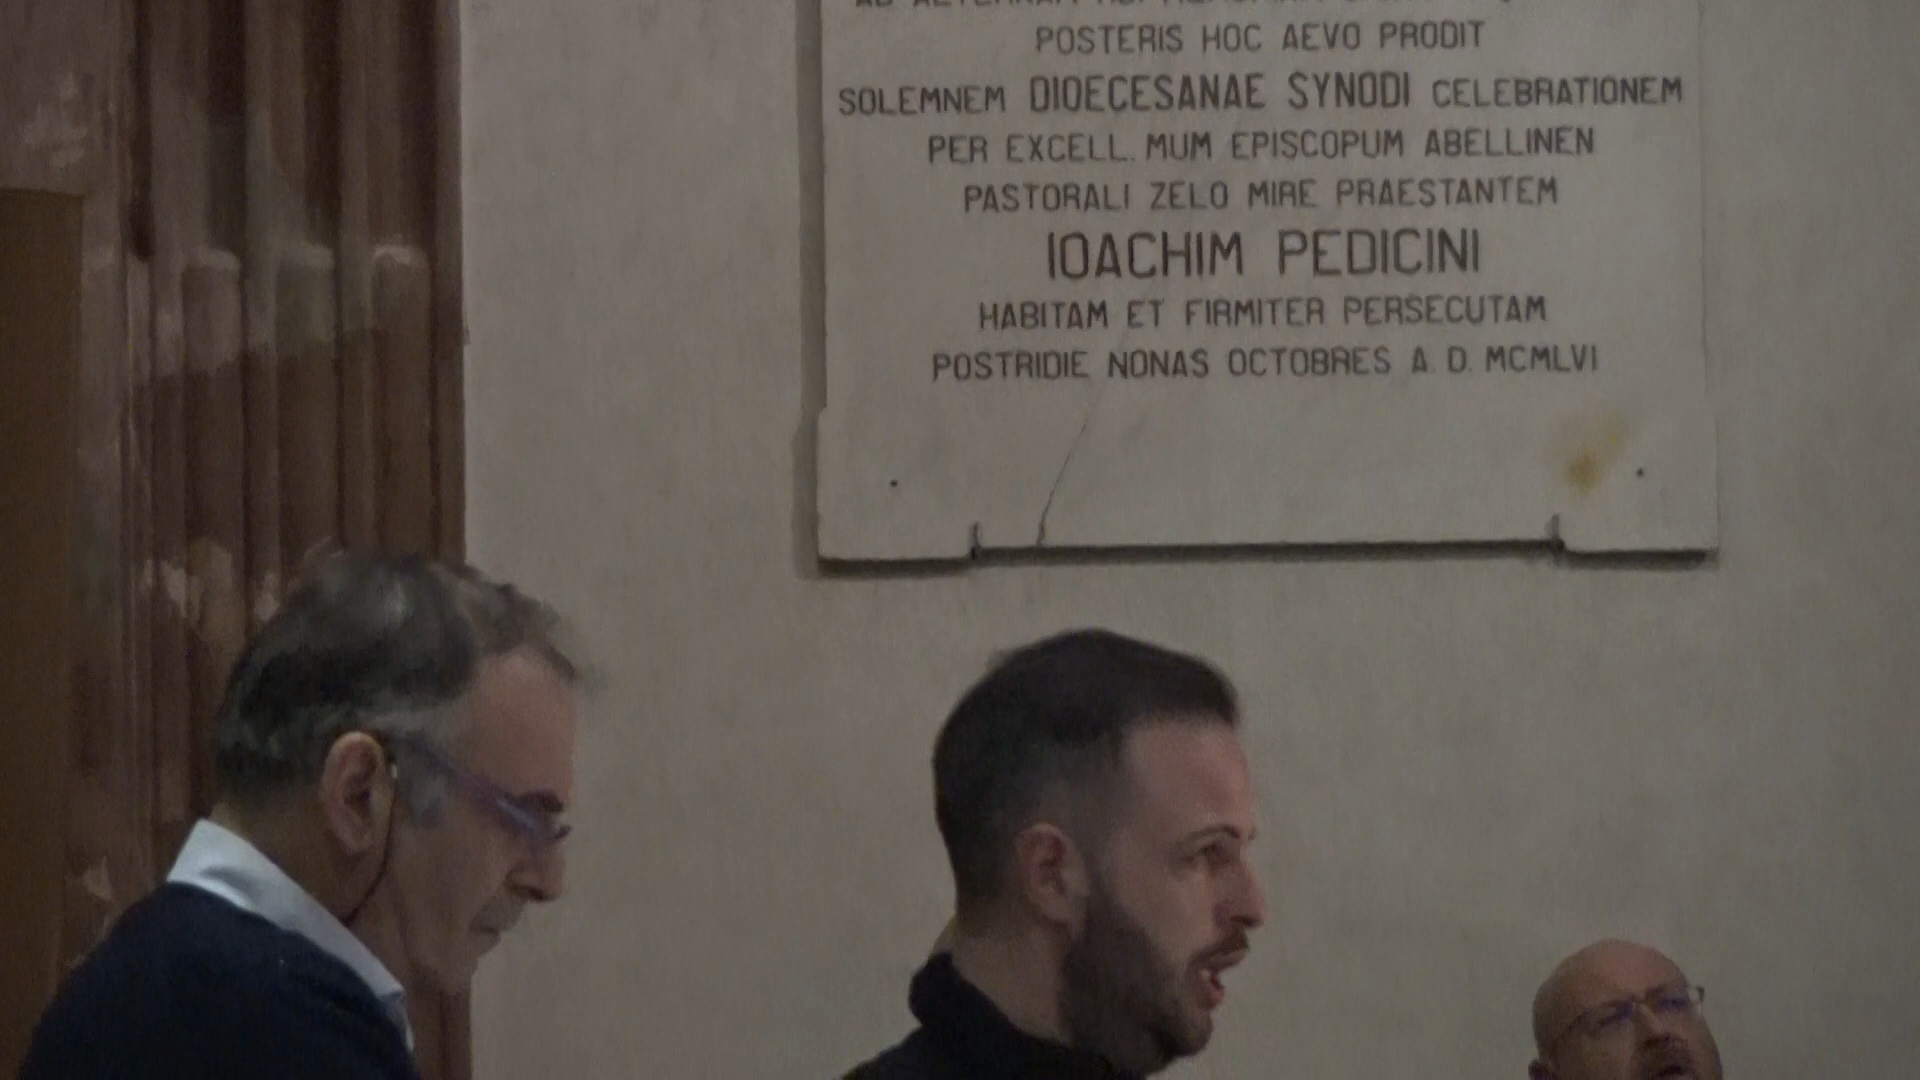 POSTERIS HOC AEVO PRODIT
SOLEMNEM DIOECESANAE SYNODI CELEBRATIONEM
PER EXCELL. MUM EPISCOPUM ABELLINEN
PASTORALI ZELO MIRE PRAESTANTEM
IOACHIM PEDICINI
HABITAM ET FIRMITER PERSECUTAM
POSTRIDIE NONAS OCTOBRES A. D. MCMLVI